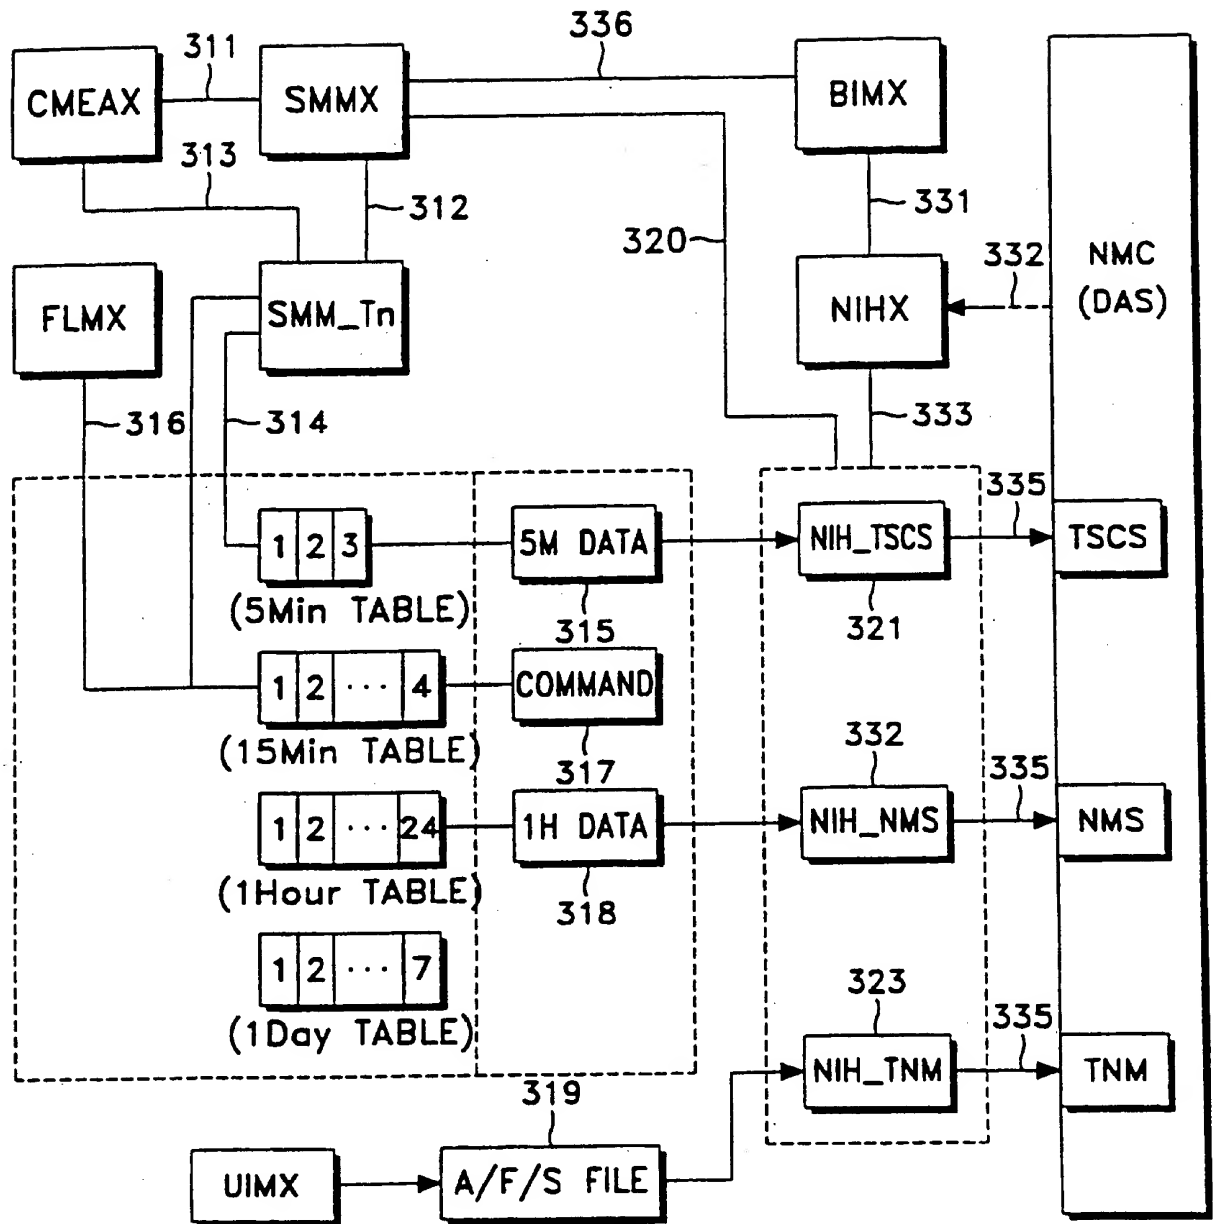 336
311
CMEAX
SMMX
BIMX
313
312
331
320
332
NMC
(DAS)
FLMX
SMM_Tn
NIHX
316
314
333
335
1 2 3
5M DATA
NIH_TSCS
TSCS
(5Min TABLE)
315
321
1 2 ... 4
COMMAND
(15Min TABLE)
317
332
335
1 2 ... 24
1H DATA
NIH_NMS
NMS
(1Hour TABLE)
318
1 2 ... 7
323
(1Day TABLE)
335
NIH_TNM
TNM
319
UIMX
A/F/S FILE